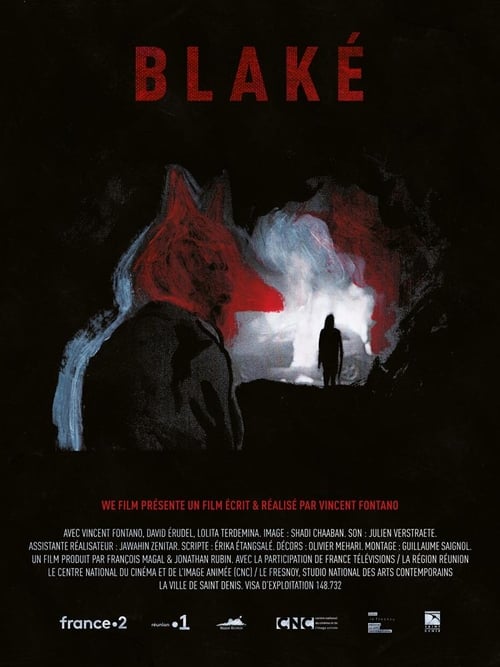 BLAKÉ
WE FILM PRÉSENTE UN FILM ÉCRIT & RÉALISÉ PAR VINCENT FONTANO
AVEC VINCENT FONTANO, DAVID ÉRUDEL, LOLITA TERDEMINA. IMAGE : SHADI CHAABAN. SON : JULIEN VERSTRAETE.
ASSISTANTE RÉALISATEUR : JAWAHIN ZENITAR. SCRIPTE : ÉRIKA ÉTANGSALÉ. DÉCORS : OLIVIER MEHARI. MONTAGE : GUILLAUME SAIGNOL.
UN FILM PRODUIT PAR FRANÇOIS MAGAL & JONATHAN RUBIN. AVEC LA PARTICIPATION DE FRANCE TÉLÉVISIONS / LA RÉGION RÉUNION
LE CENTRE NATIONAL DU CINÉMA ET DE L'IMAGE ANIMÉE (CNC) / LE FRESNOY, STUDIO NATIONAL DES ARTS CONTEMPORAINS
LA VILLE DE SAINT DENIS. VISA D'EXPLOITATION 148.732
france•2
réunion 1
CNC